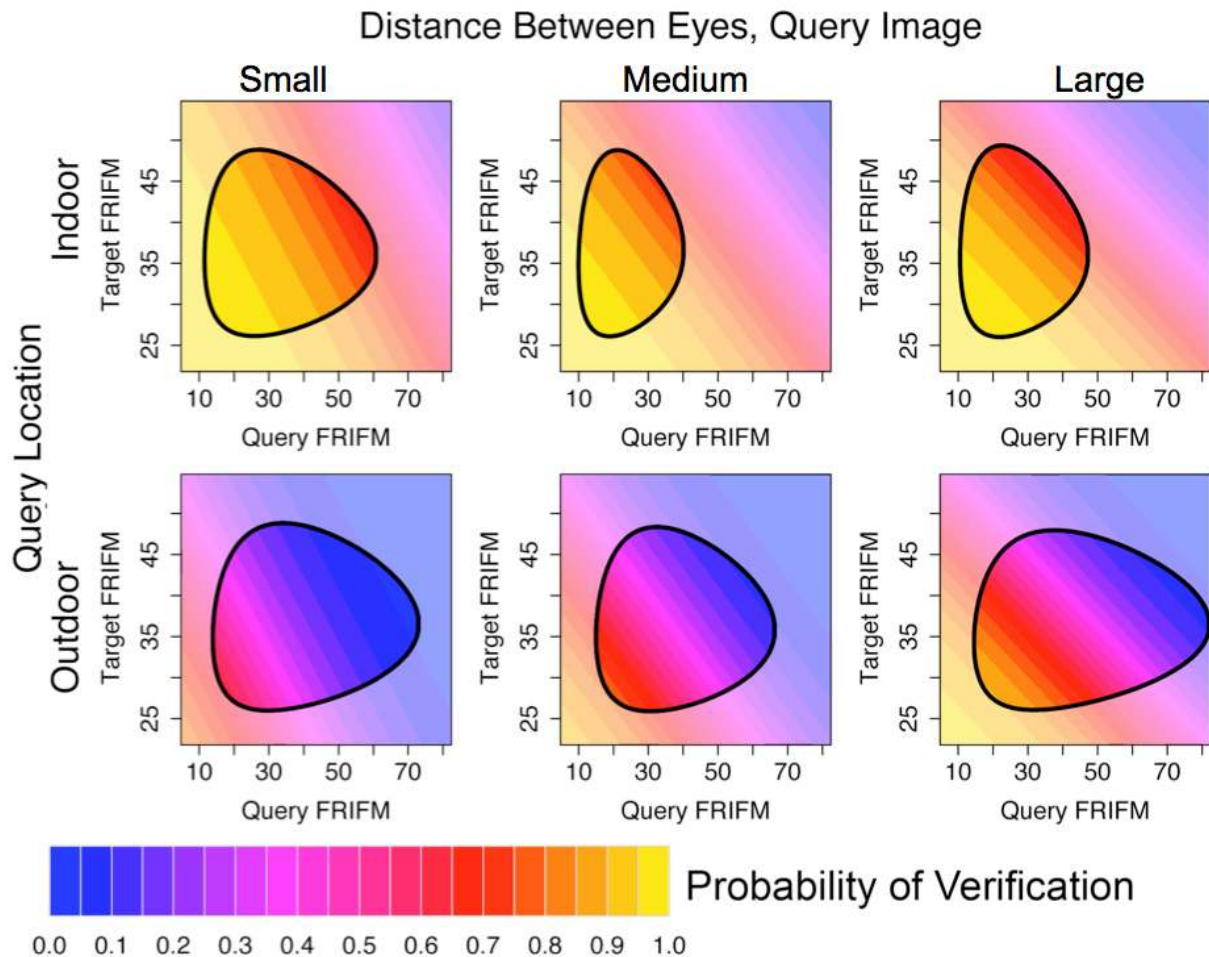 Distance Between Eyes, Query Image
Small Medium Large
Query Location
Indoor
Target FRIFM
45
35
25
10 30 50 70
Query FRIFM
Target FRIFM
45
35
25
10 30 50 70
Query FRIFM
Target FRIFM
45
35
25
10 30 50 70
Query FRIFM
Outdoor
Target FRIFM
45
35
25
10 30 50 70
Query FRIFM
Target FRIFM
45
35
25
10 30 50 70
Query FRIFM
Target FRIFM
45
35
25
10 30 50 70
Query FRIFM
Probability of Verification
0.0 0.1 0.2 0.3 0.4 0.5 0.6 0.7 0.8 0.9 1.0